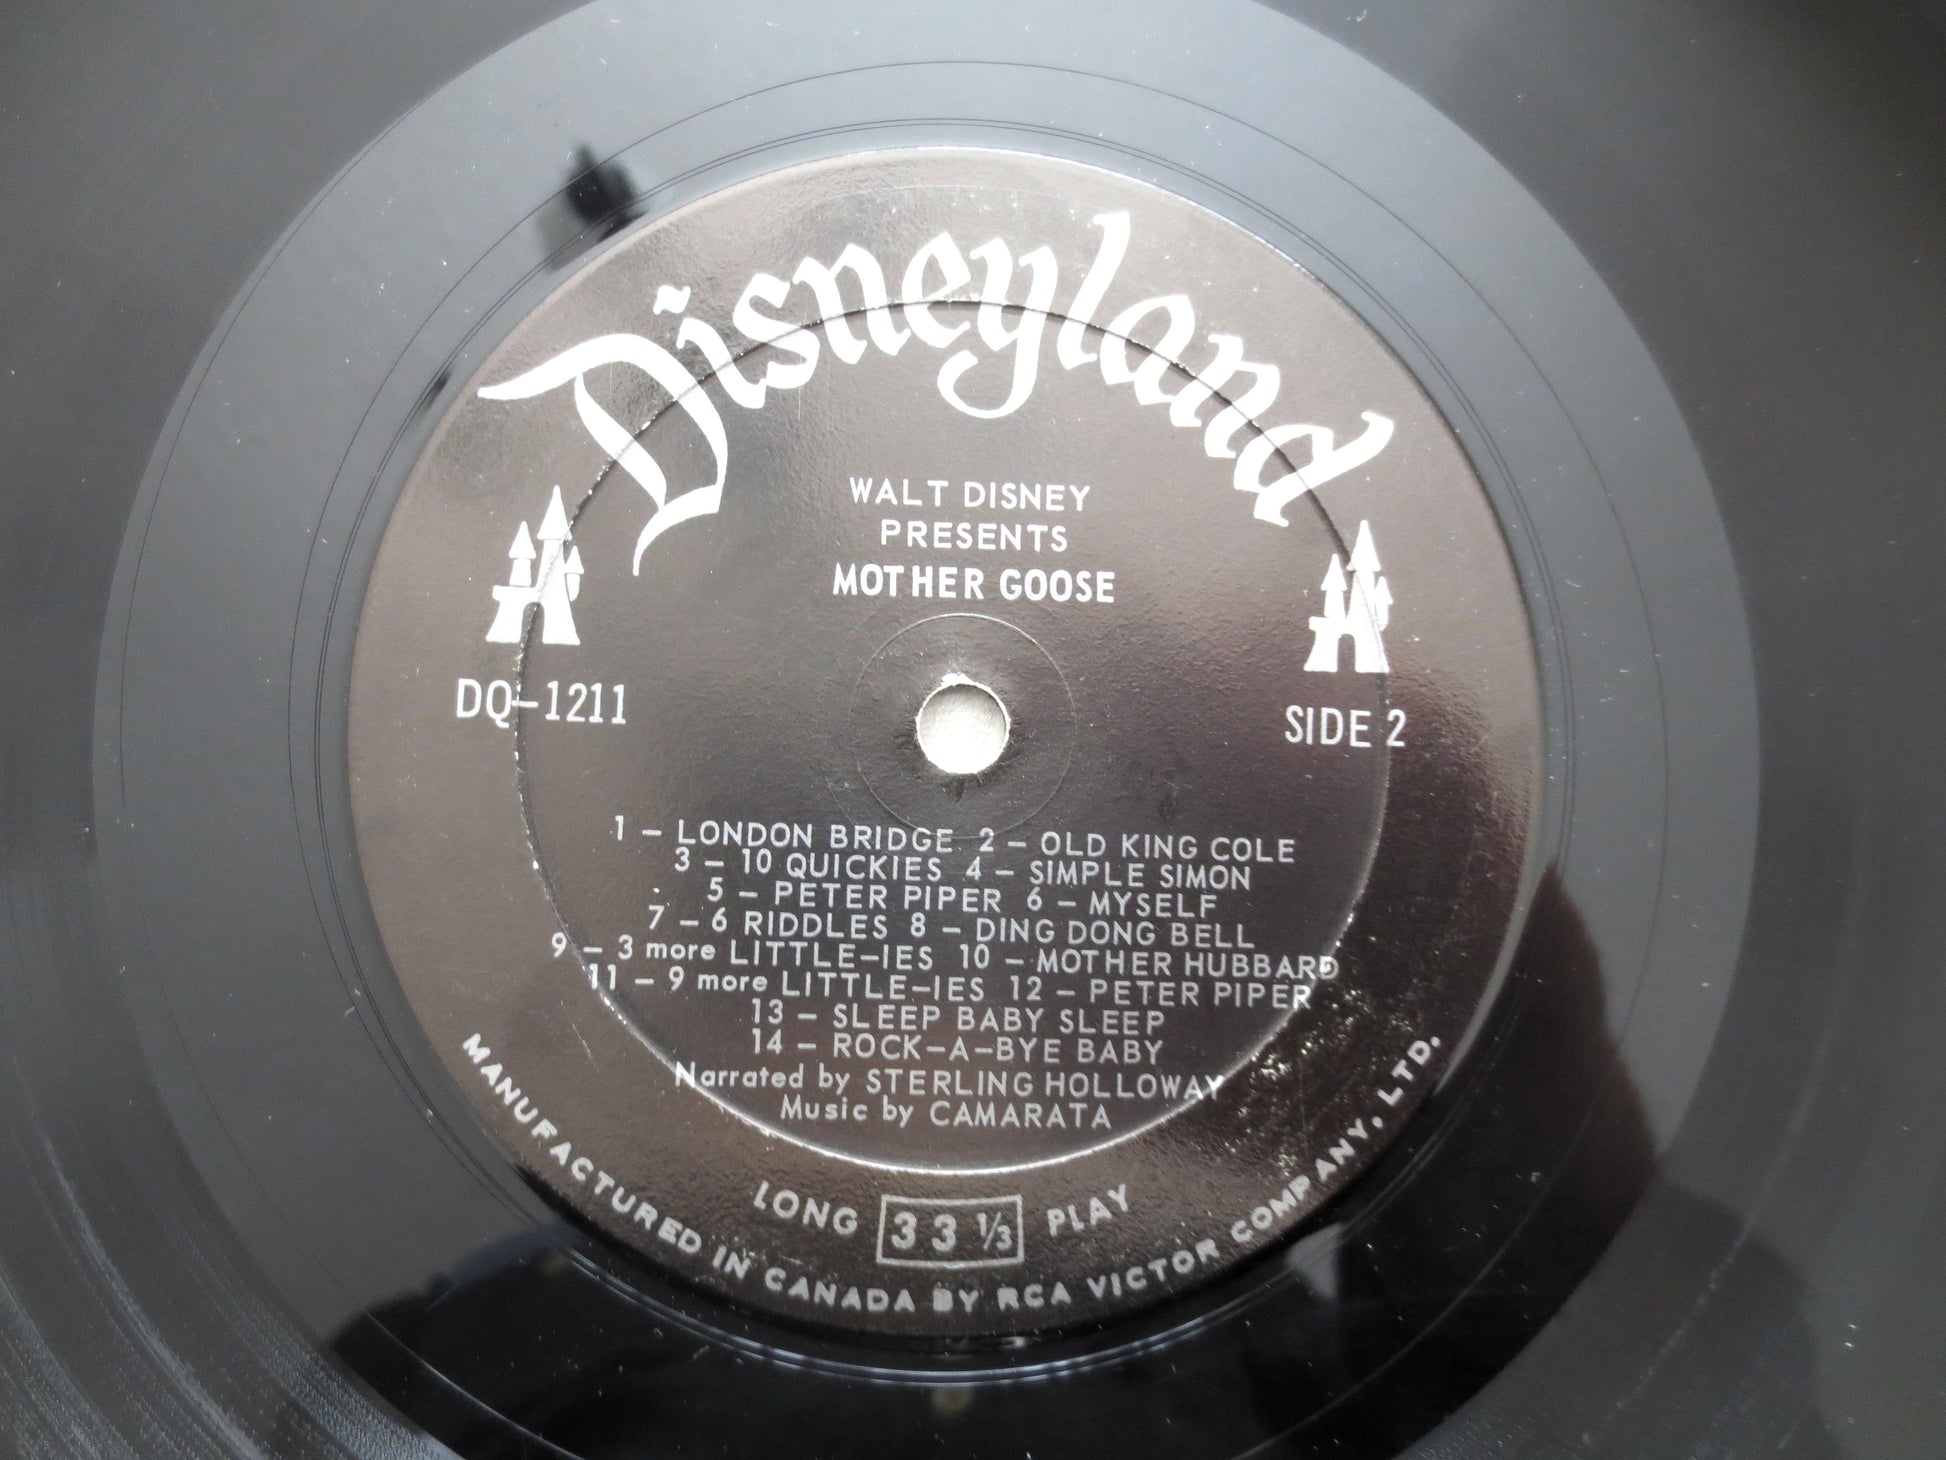 Disneyland
WALT DISNEY
PRESENTS
MOTHER GOOSE
DQ-1211
SIDE 2
1 – LONDON BRIDGE 2 – OLD KING COLE
3 – 10 QUICKIES 4 – SIMPLE SIMON
5 – PETER PIPER 6 – MYSELF
7 – 6 RIDDLES 8 – DING DONG BELL
9 – 3 more LITTLE-IES 10 – MOTHER HUBBARD
11 – 9 more LITTLE-IES 12 – PETER PIPER
13 – SLEEP BABY SLEEP
14 – ROCK-A-BYE BABY
Narrated by STERLING HOLLOWAY
Music by CAMARATA
LONG 33 1/3 PLAY
MANUFACTURED IN CANADA BY RCA VICTOR COMPANY, LTD.